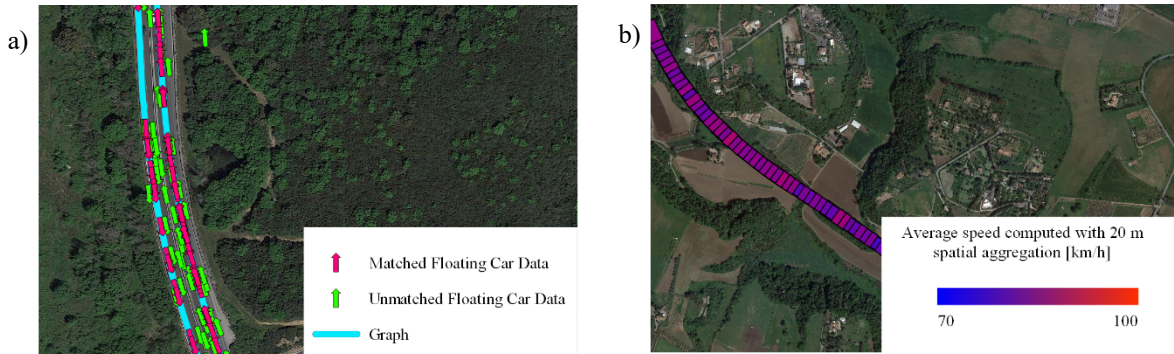 a)
Matched Floating Car Data
Unmatched Floating Car Data
Graph
b)
Average speed computed with 20 m
spatial aggregation [km/h]
70
100